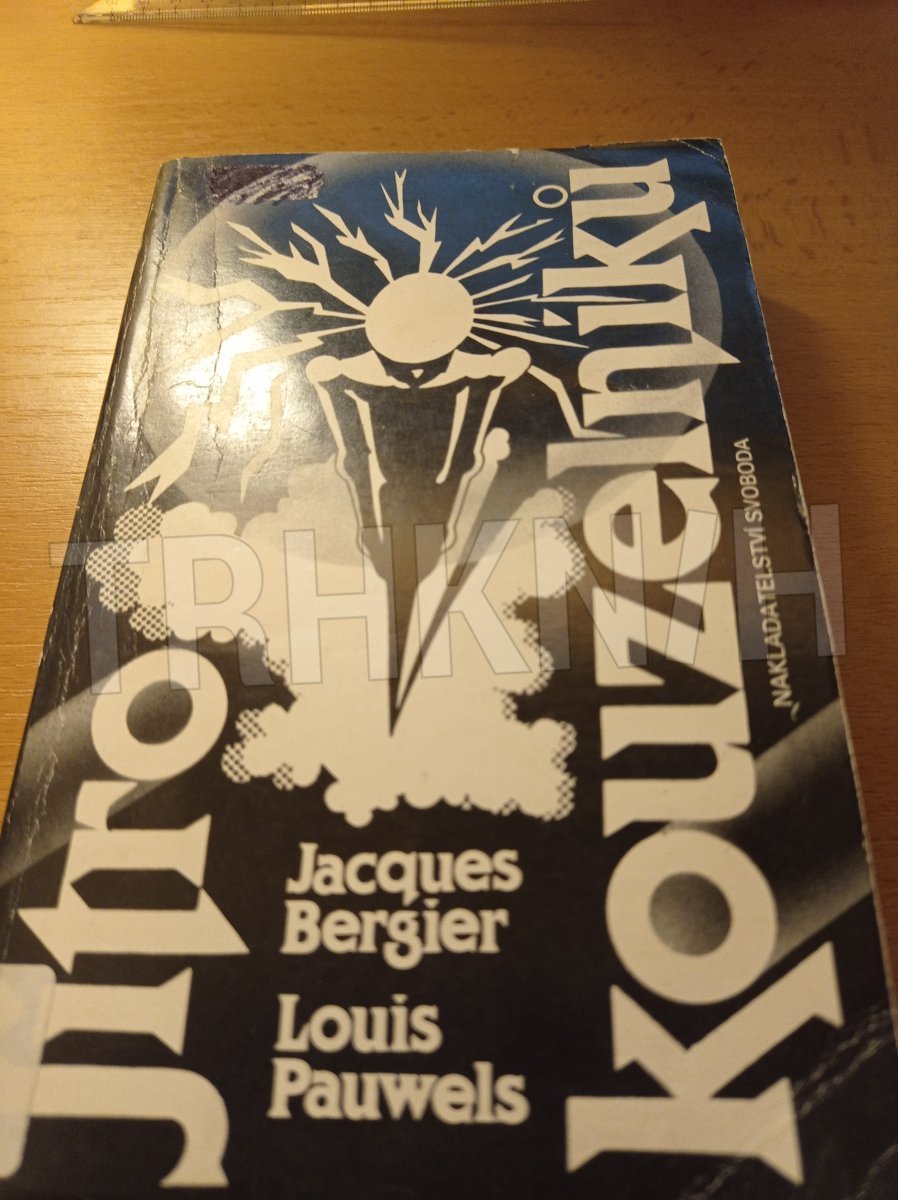 Jitro
kouzelníků
Jacques
Bergier
Louis
Pauwels
NAKLADATELSTVÍ SVOBODA
TRHKNIH